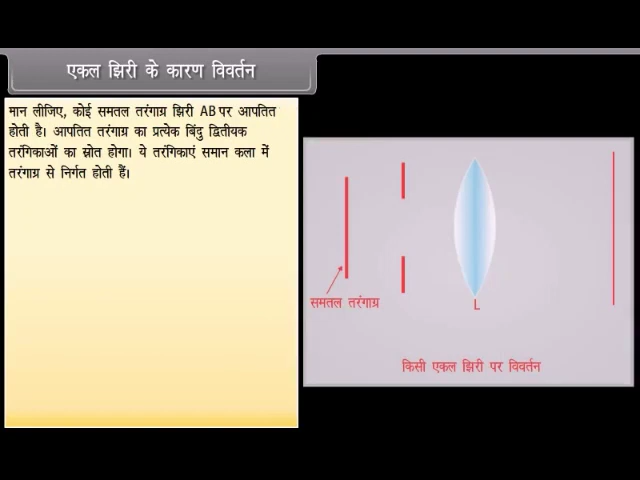 एकल झिरी के कारण विवर्तन
मान लीजिए, कोई समतल तरंगाग्र झिरी AB पर आपतित
होती है। आपतित तरंगाग्र का प्रत्येक बिंदु द्वितीयक
तरंगिकाओं का स्रोत होगा। ये तरंगिकाएं समान कला में
तरंगाग्र से निर्गत होती हैं।
समतल तरंगाग्र
L
किसी एकल झिरी पर विवर्तन